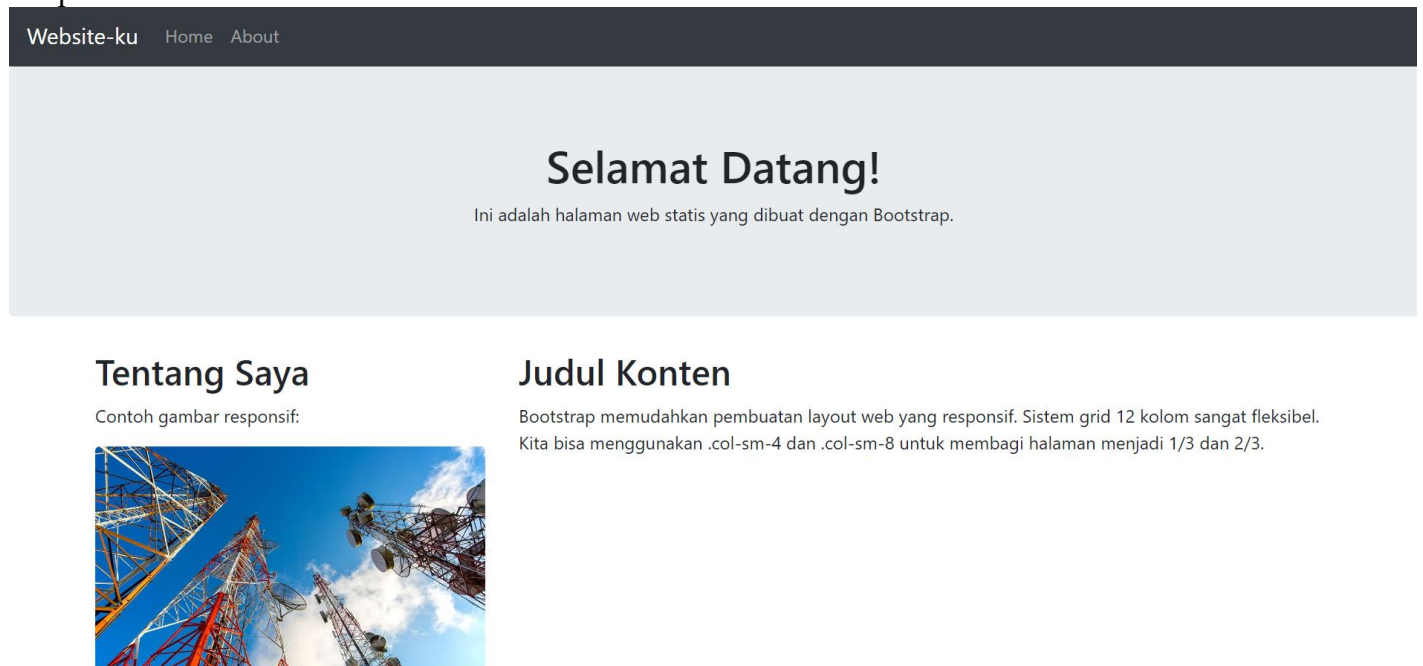 Website-ku Home About
Selamat Datang!
Ini adalah halaman web statis yang dibuat dengan Bootstrap.
Tentang Saya
Contoh gambar responsif:
Judul Konten
Bootstrap memudahkan pembuatan layout web yang responsif. Sistem grid 12 kolom sangat fleksibel.
Kita bisa menggunakan .col-sm-4 dan .col-sm-8 untuk membagi halaman menjadi 1/3 dan 2/3.